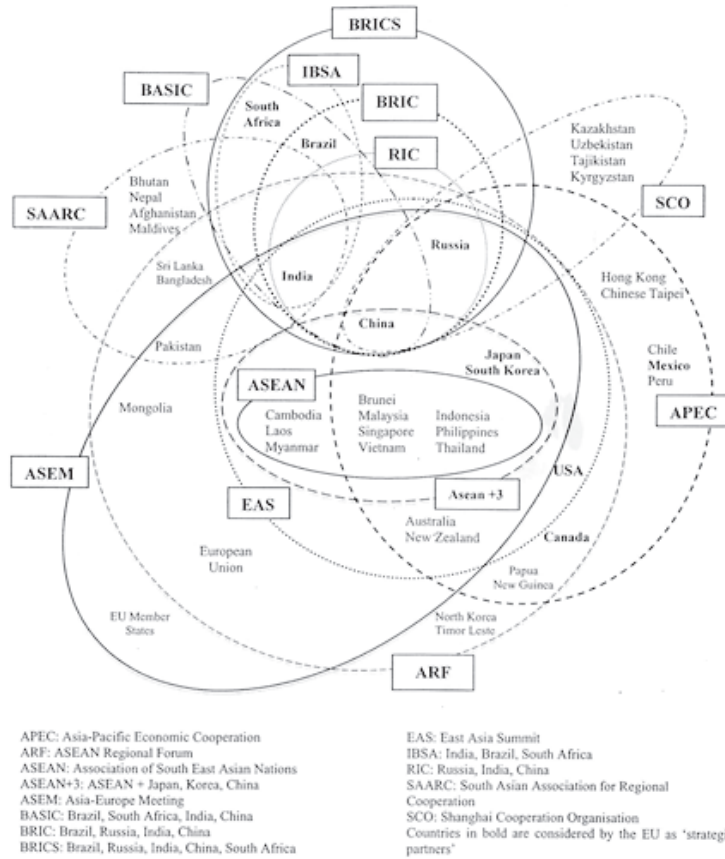 BRICS
IBSA
BASIC
BRIC
South
Africa
Brazil
RIC
Kazakhstan
Uzbekistan
Tajikistan
Kyrgyzstan
SCO
Bhutan
Nepal
Afghanistan
Maldives
SAARC
Russia
Sri Lanka
Bangladesh
India
Hong Kong
Chinese Taipei
China
Pakistan
Japan
South Korea
Chile
Mexico
Peru
ASEAN
APEC
Mongolia
Cambodia
Laos
Myanmar
Brunei
Malaysia
Singapore
Vietnam
Indonesia
Philippines
Thailand
ASEM
USA
EAS
Asean +3
Australia
New Zealand
Canada
European
Union
Papua
New Guinea
EU Member
States
North Korea
Timor Leste
ARF
APEC: Asia-Pacific Economic Cooperation
ARF: ASEAN Regional Forum
ASEAN: Association of South East Asian Nations
ASEAN+3: ASEAN + Japan, Korea, China
ASEM: Asia-Europe Meeting
BASIC: Brazil, South Africa, India, China
BRIC: Brazil, Russia, India, China
BRICS: Brazil, Russia, India, China, South Africa
EAS: East Asia Summit
IBSA: India, Brazil, South Africa
RIC: Russia, India, China
SAARC: South Asian Association for Regional
Cooperation
SCO: Shanghai Cooperation Organisation
Countries in bold are considered by the EU as 'strategi
partners'